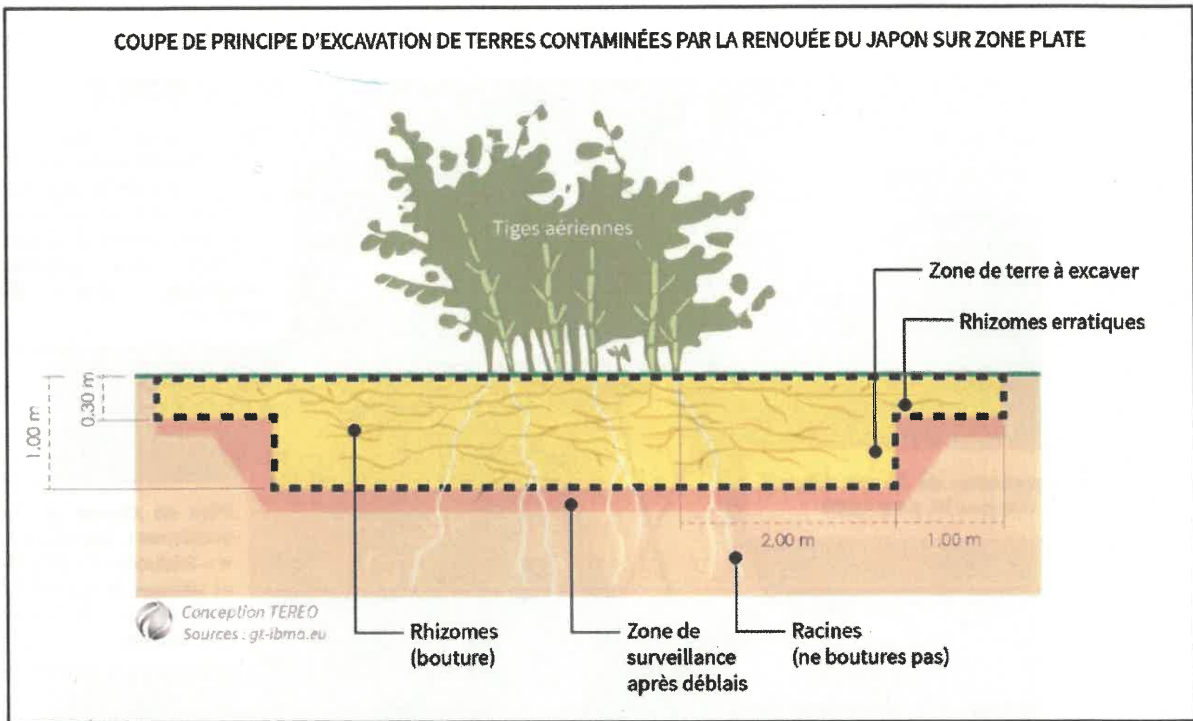 COUPE DE PRINCIPE D'EXCAVATION DE TERRES CONTAMINÉES PAR LA RENOUÉE DU JAPON SUR ZONE PLATE
Tiges aériennes
Zone de terre à excaver
Rhizomes erratiques
0.30 m
1.00 m
2,00 m
1,00 m
Conception TEREO
Sources : gt-ibma.eu
Rhizomes
(bouture)
Zone de
surveillance
après déblais
Racines
(ne boutures pas)